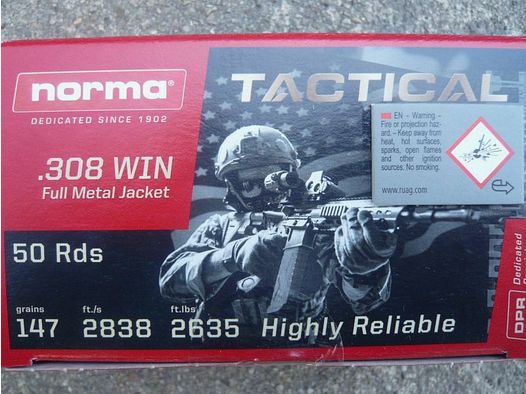 norma®
DEDICATED SINCE 1902
TACTICAL
.308 WIN
Full Metal Jacket
EN – Warning –
Fire or projection haz-
ard. – Keep away from
heat, hot surfaces,
sparks, open flames
and other ignition
sources. No smoking.
www.ruag.com
50 Rds
grains
147
ft./s
2838
ft.lbs
2635
Highly Reliable
Dedicated
DPR